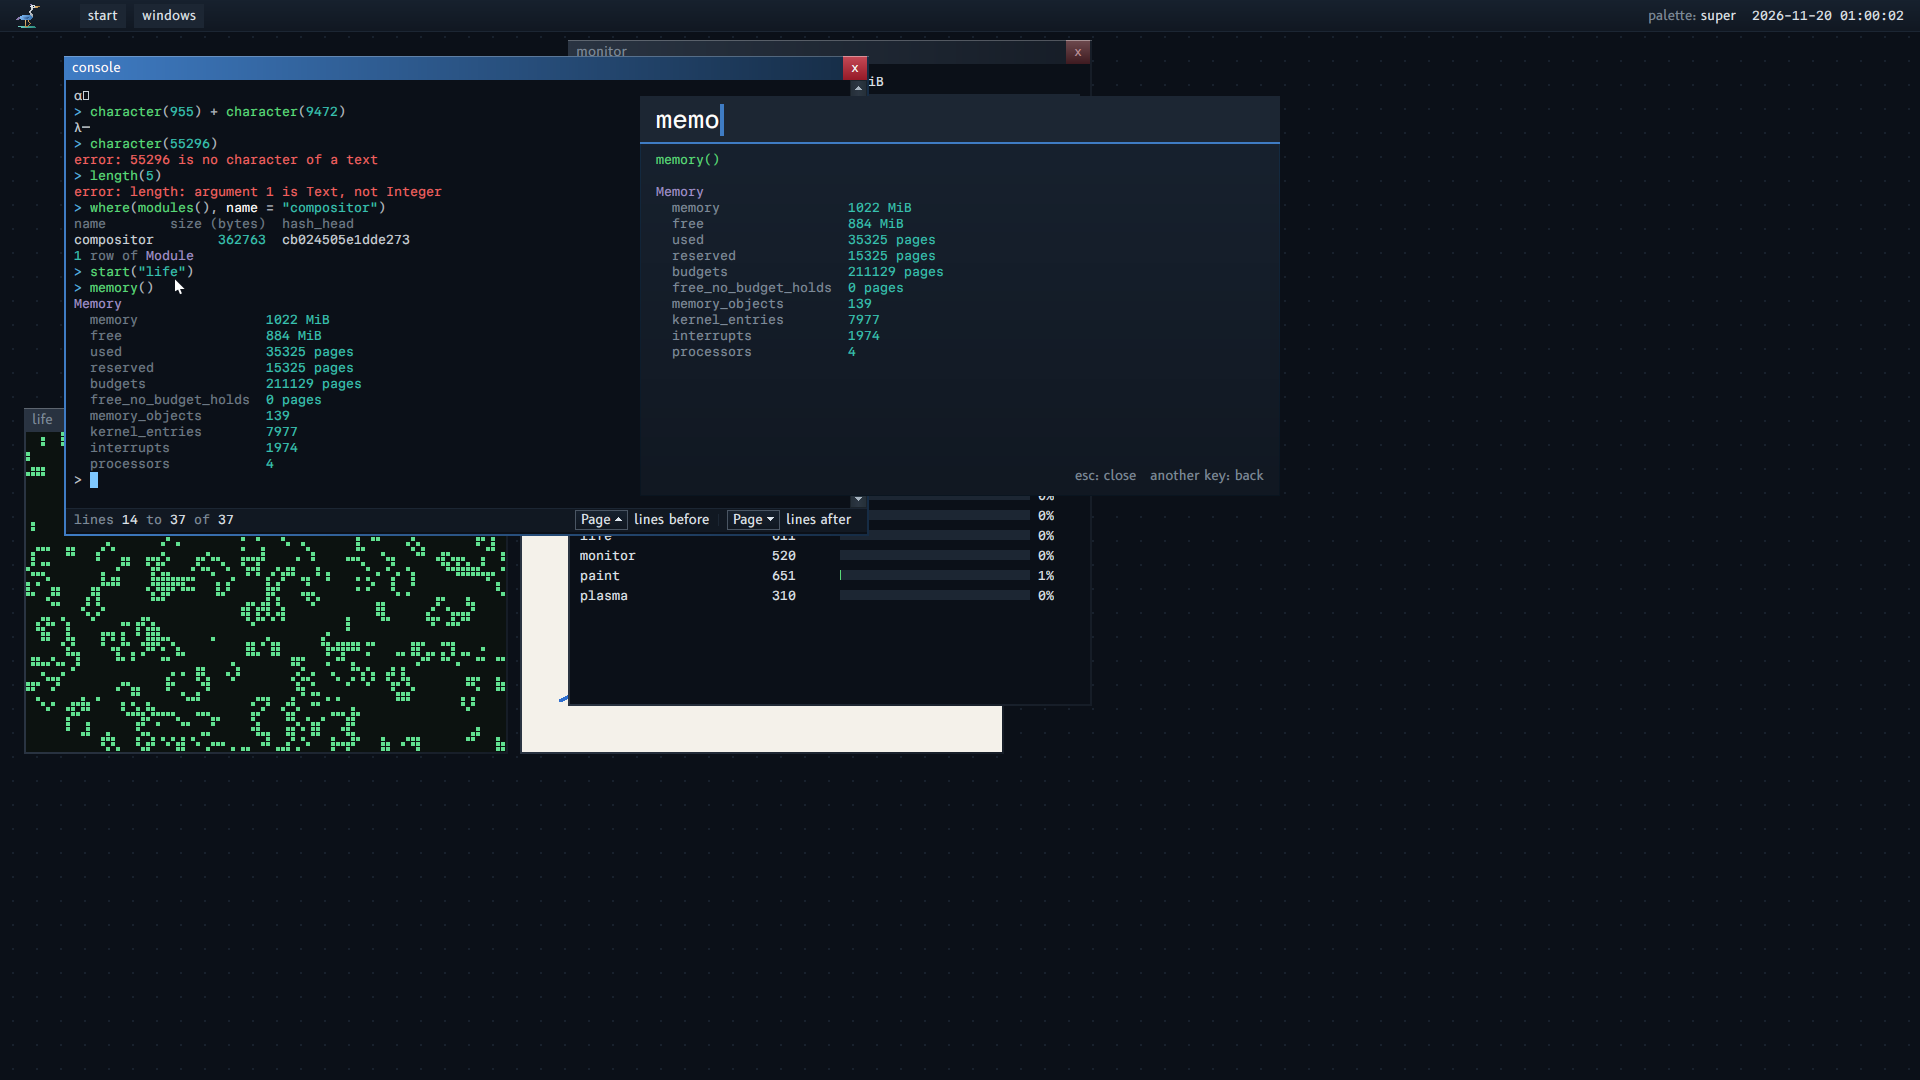 start windows palette: super 2026-11-20 01:00:02
monitor x
console x
iB
α
> character(955) + character(9472)
λ─
> character(55296)
error: 55296 is no character of a text
> length(5)
error: length: argument 1 is Text, not Integer
> where(modules(), name = "compositor")
name size (bytes) hash_head
compositor 362763 cb024505e1dde273
1 row of Module
> start("life")
> memory()
Memory
memory 1022 MiB
free 884 MiB
used 35325 pages
reserved 15325 pages
budgets 211129 pages
free_no_budget_holds 0 pages
memory_objects 139
kernel_entries 7977
interrupts 1974
processors 4
>
lines 14 to 37 of 37 Page lines before Page lines after
memo
memory()
Memory
memory 1022 MiB
free 884 MiB
used 35325 pages
reserved 15325 pages
budgets 211129 pages
free_no_budget_holds 0 pages
memory_objects 139
kernel_entries 7977
interrupts 1974
processors 4
esc: close another key: back
life
0%
0%
0%
monitor 520 0%
paint 651 1%
plasma 310 0%